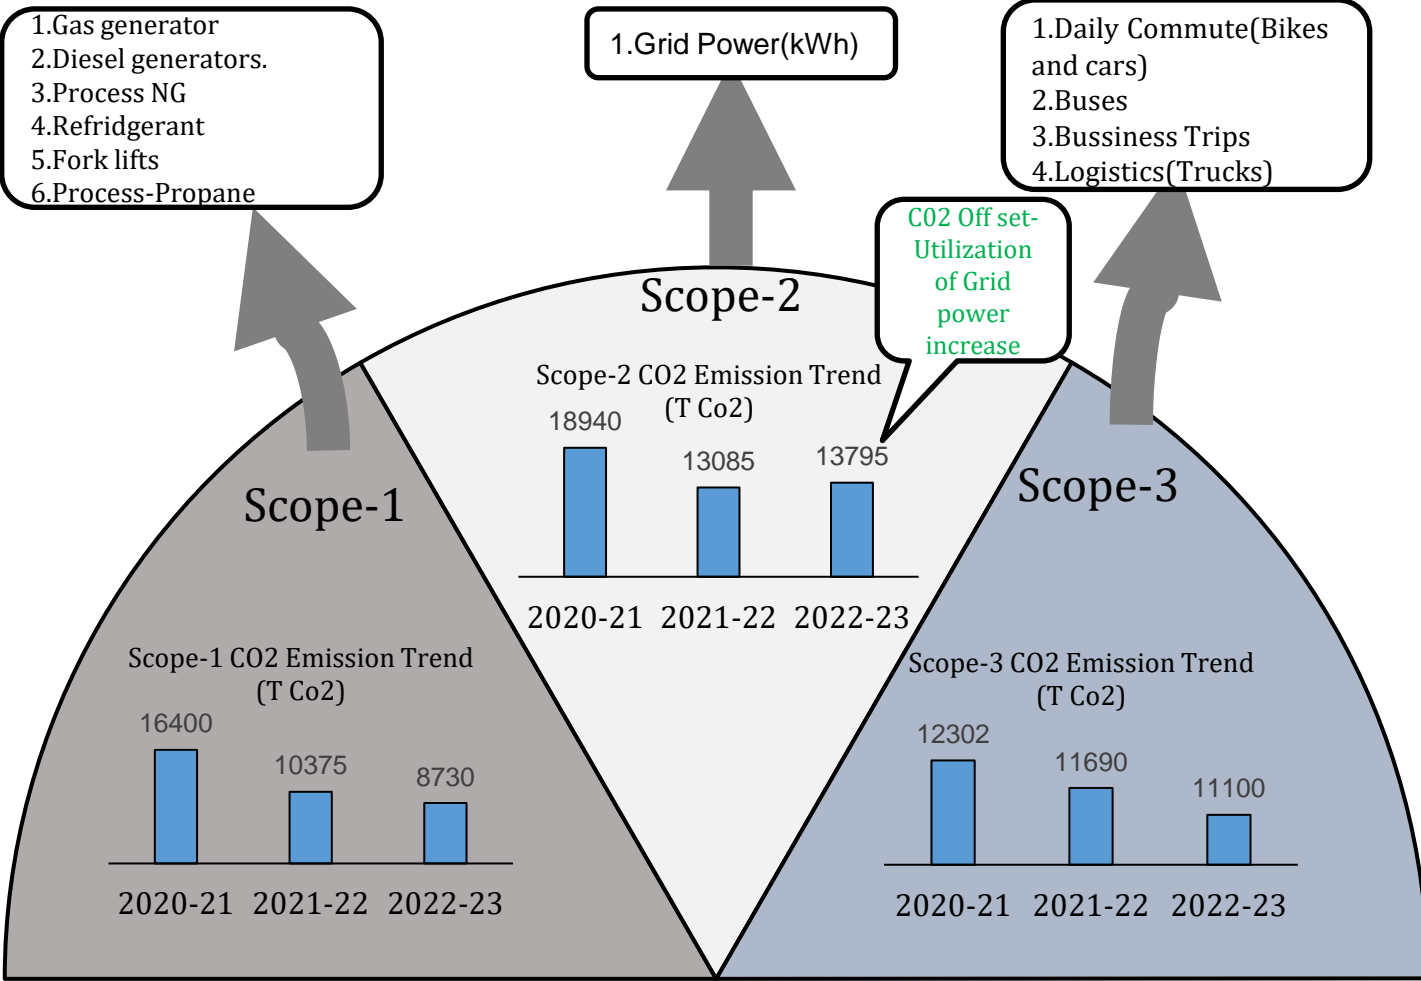 1.Gas generator
2.Diesel generators.
3.Process NG
4.Refridgerant
5.Fork lifts
6.Process-Propane
1.Grid Power(kWh)
1.Daily Commute(Bikes
and cars)
2.Buses
3.Bussiness Trips
4.Logistics(Trucks)
C02 Off set-
Utilization
of Grid
power
increase
Scope-2
Scope-2 CO2 Emission Trend
(T Co2)
18940
13085
13795
2020-21 2021-22 2022-23
Scope-1
Scope-1 CO2 Emission Trend
(T Co2)
16400
10375
8730
2020-21 2021-22 2022-23
Scope-3
Scope-3 CO2 Emission Trend
(T Co2)
12302
11690
11100
2020-21 2021-22 2022-23